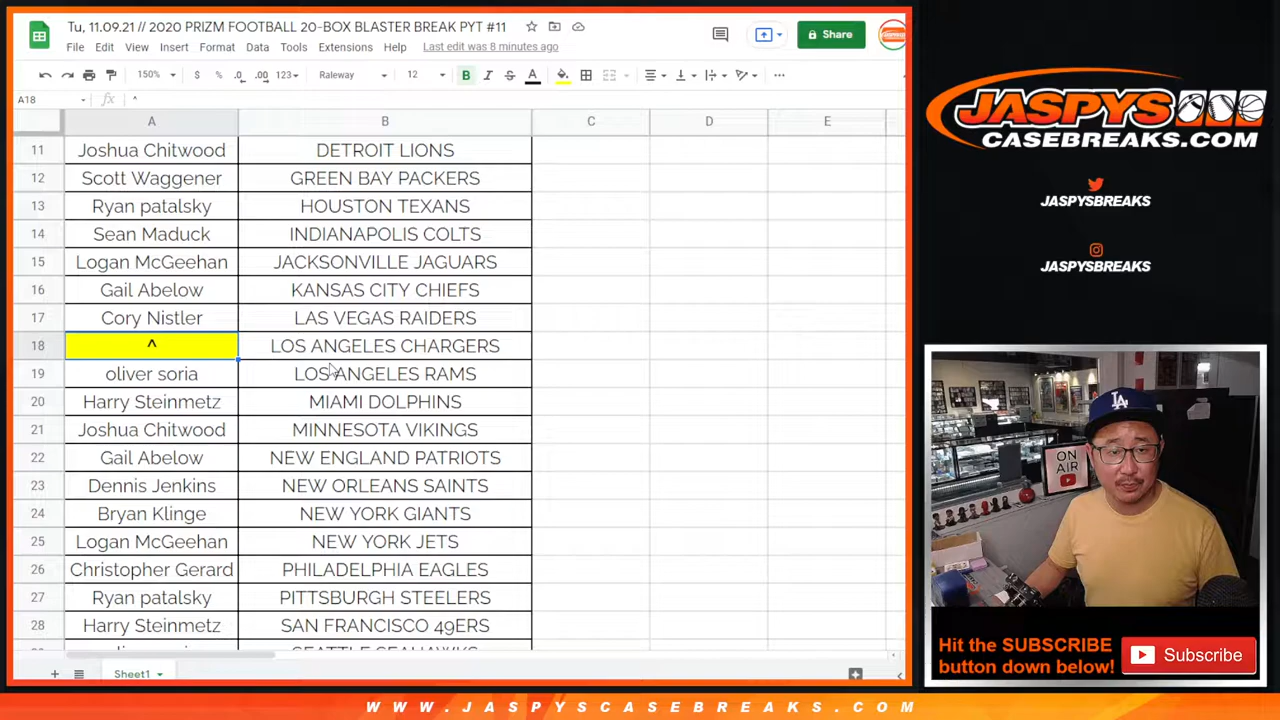 Tu, 11.09.21 // 2020 PRIZM FOOTBALL 20-BOX BLASTER BREAK PYT #11
File Edit View Insert Format Data Tools Extensions Help Last edit was 8 minutes ago
Share
150% $ % .0 .00 123 Raleway 12 B I S A
A18 fx ^
A B C D E
11 Joshua Chitwood DETROIT LIONS
12 Scott Waggener GREEN BAY PACKERS
13 Ryan patalsky HOUSTON TEXANS
14 Sean Maduck INDIANAPOLIS COLTS
15 Logan McGeehan JACKSONVILLE JAGUARS
16 Gail Abelow KANSAS CITY CHIEFS
17 Cory Nistler LAS VEGAS RAIDERS
18 ^ LOS ANGELES CHARGERS
19 oliver soria LOS ANGELES RAMS
20 Harry Steinmetz MIAMI DOLPHINS
21 Joshua Chitwood MINNESOTA VIKINGS
22 Gail Abelow NEW ENGLAND PATRIOTS
23 Dennis Jenkins NEW ORLEANS SAINTS
24 Bryan Klinge NEW YORK GIANTS
25 Logan McGeehan NEW YORK JETS
26 Christopher Gerard PHILADELPHIA EAGLES
27 Ryan patalsky PITTSBURGH STEELERS
28 Harry Steinmetz SAN FRANCISCO 49ERS
Sheet1
JASPYS
CASEBREAKS.COM
JASPYSBREAKS
JASPYSBREAKS
ON
AIR
LA
Hit the SUBSCRIBE
button down below!
Subscribe
WWW.JASPYSCASEBREAKS.COM